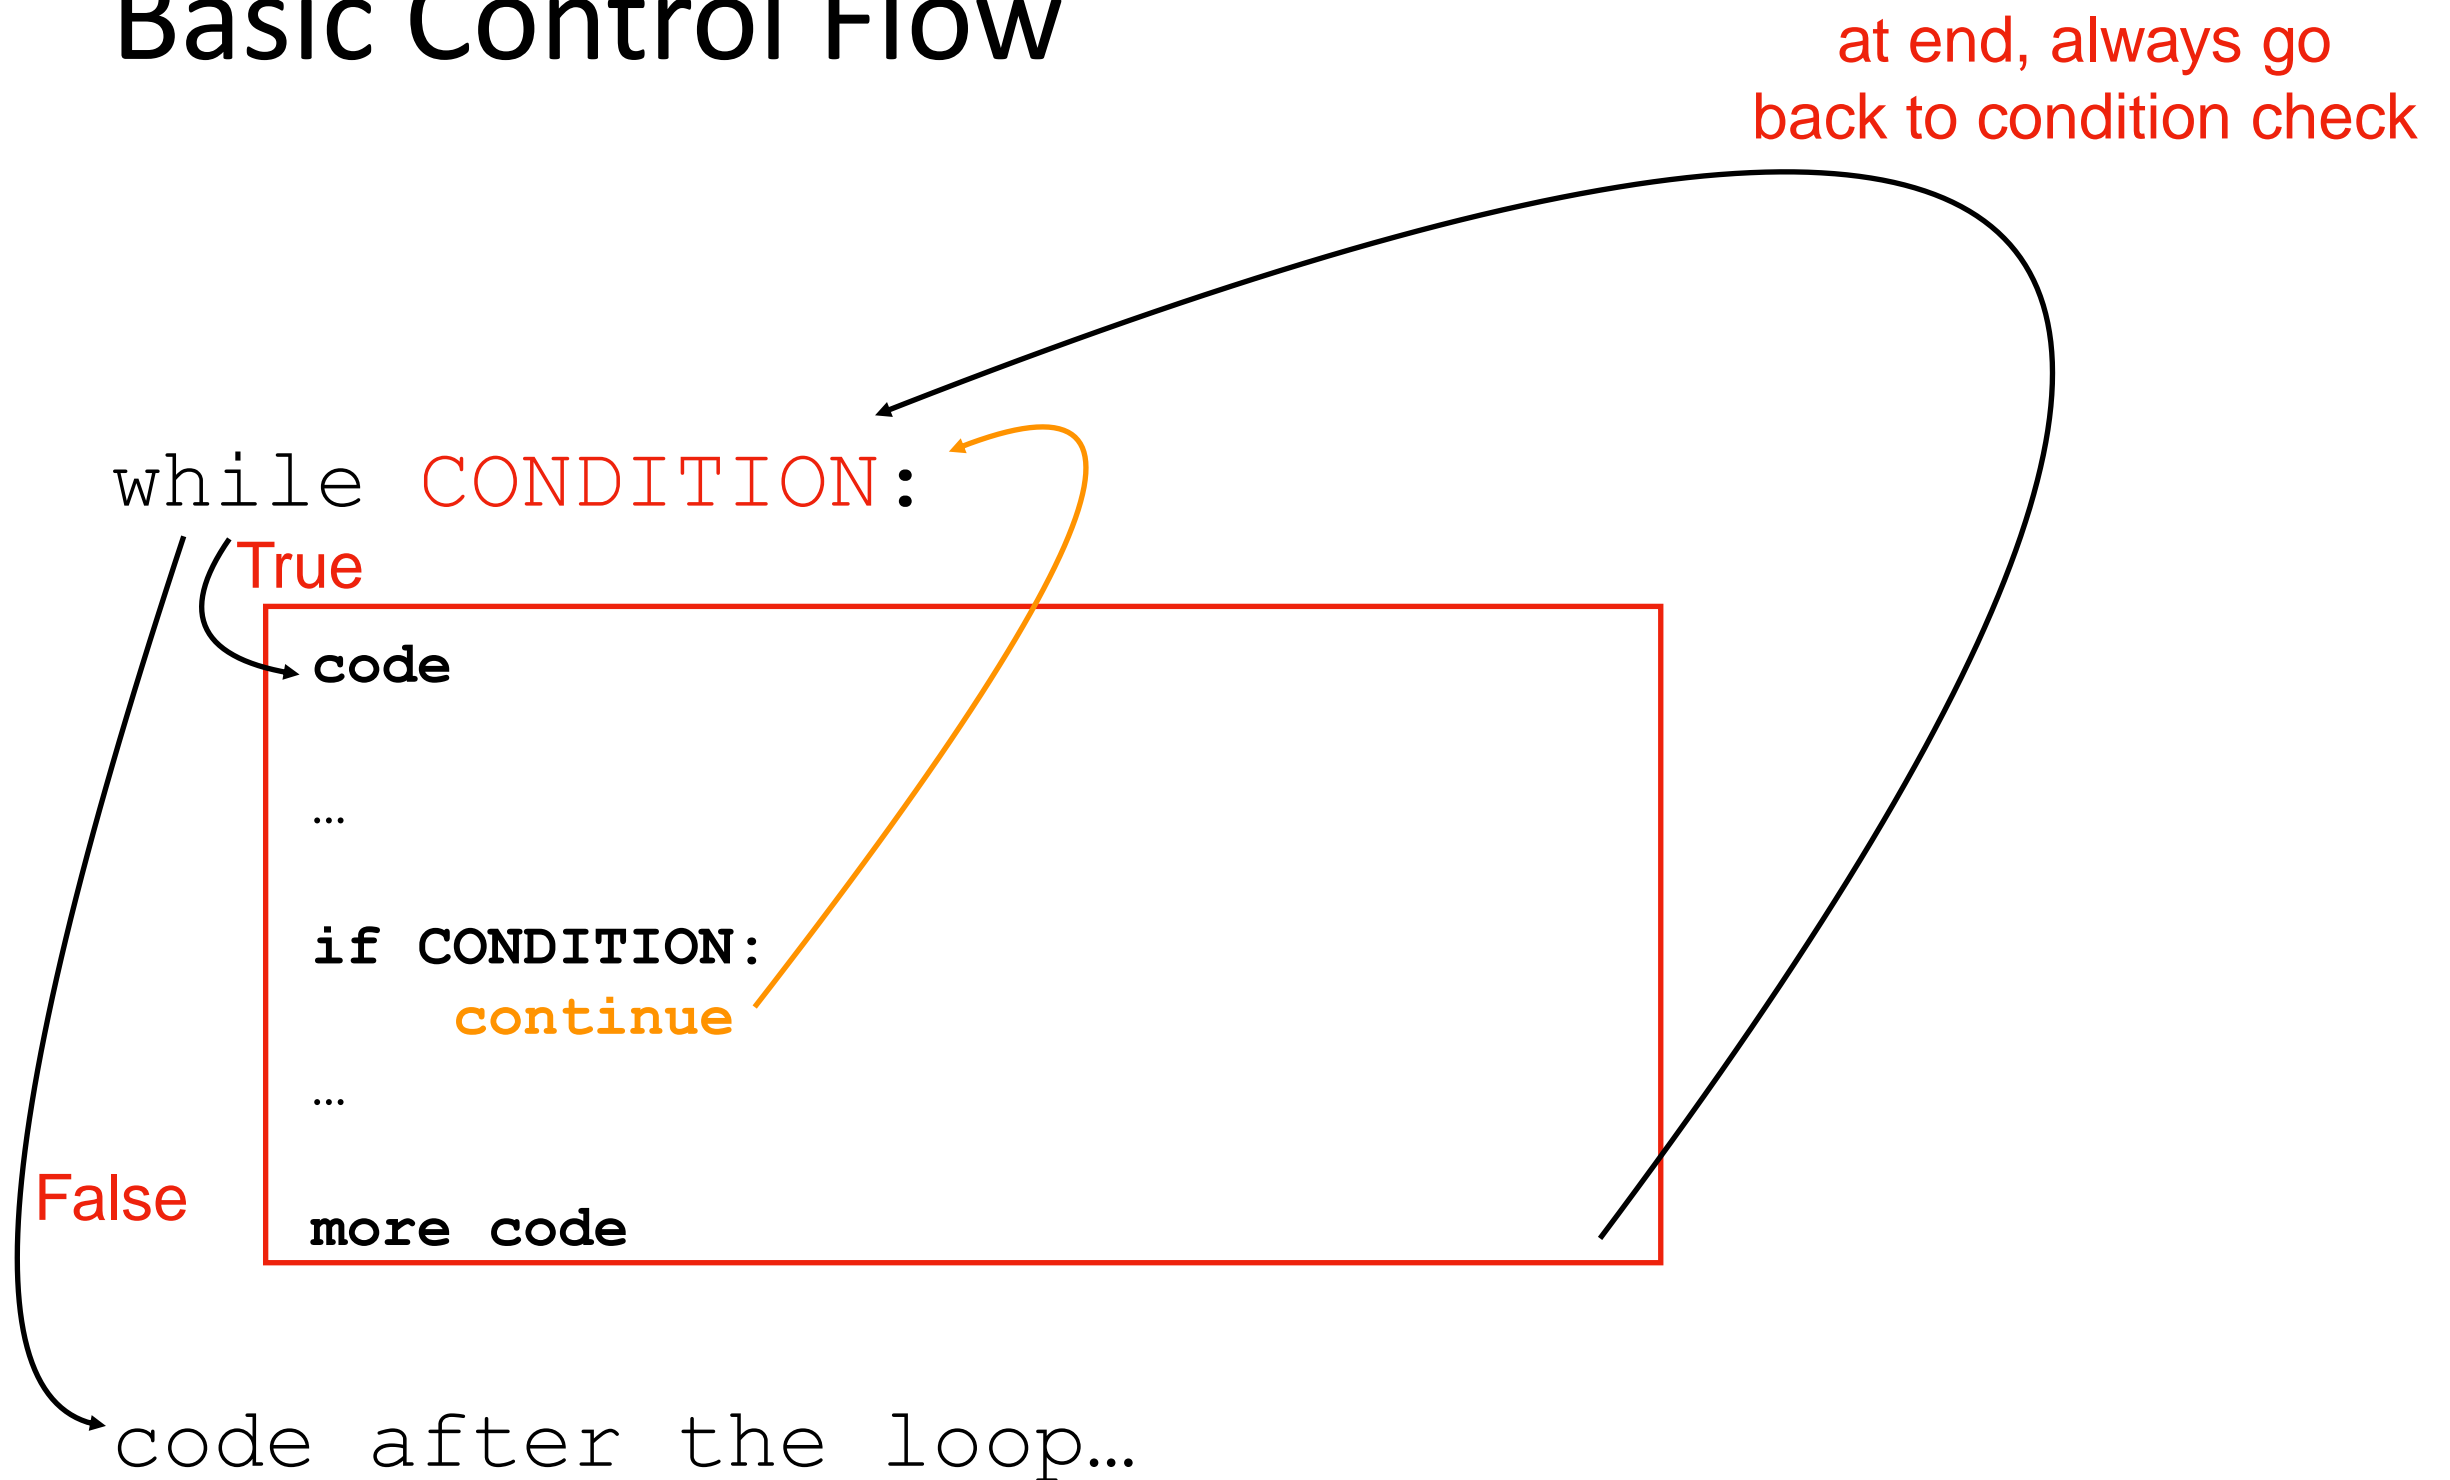 Basic Control Flow
at end, always go
back to condition check
while CONDITION:
True
code
…
if CONDITION:
continue
…
False
more code
code after the loop…